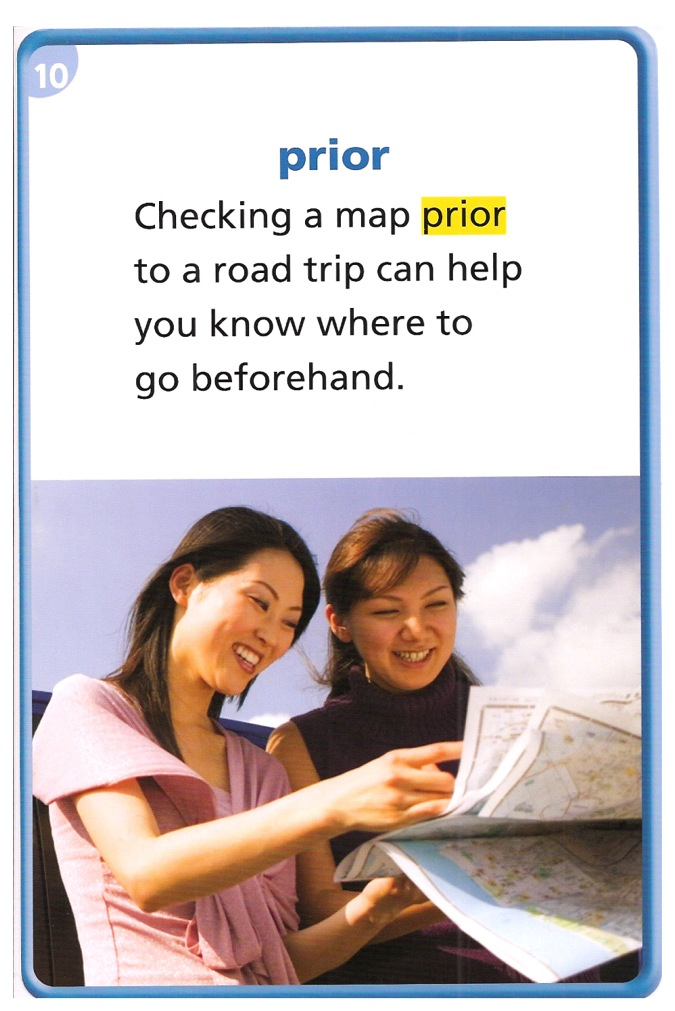 10
prior
Checking a map prior
to a road trip can help
you know where to
go beforehand.